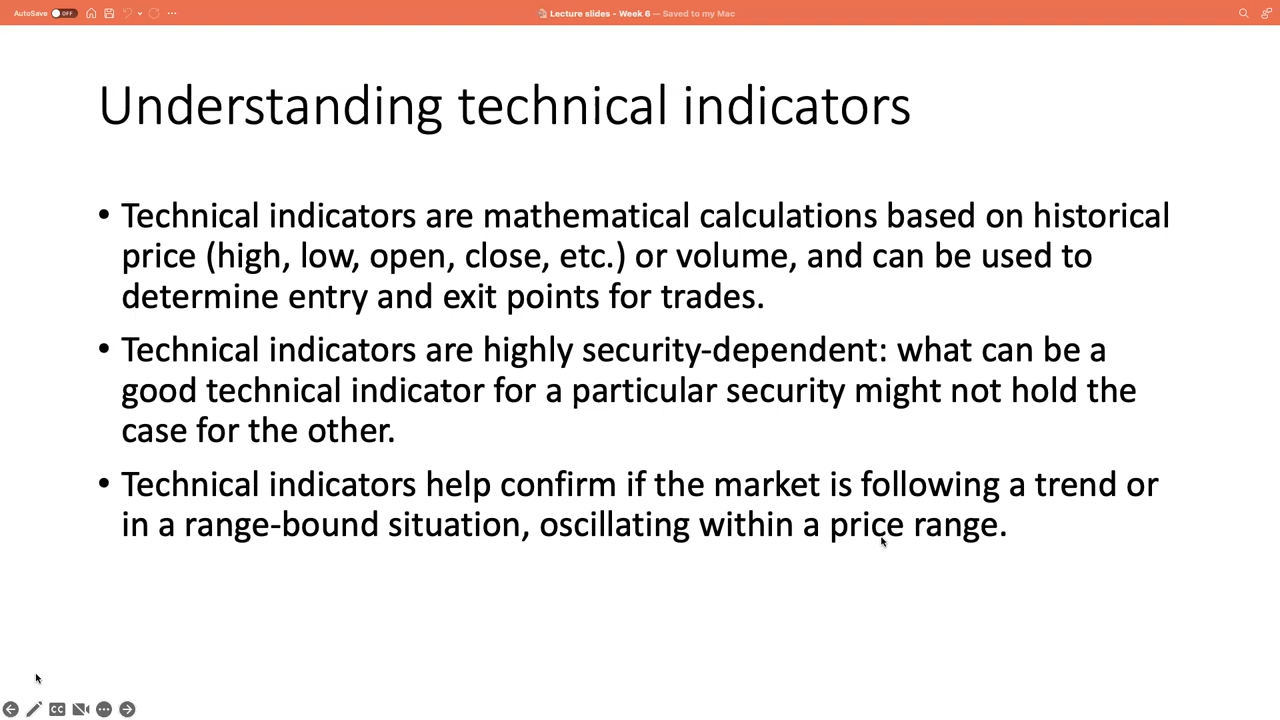 AutoSave OFF
Lecture slides - Week 6 — Saved to my Mac
Understanding technical indicators
• Technical indicators are mathematical calculations based on historical
price (high, low, open, close, etc.) or volume, and can be used to
determine entry and exit points for trades.
• Technical indicators are highly security-dependent: what can be a
good technical indicator for a particular security might not hold the
case for the other.
• Technical indicators help confirm if the market is following a trend or
in a range-bound situation, oscillating within a price range.
CC